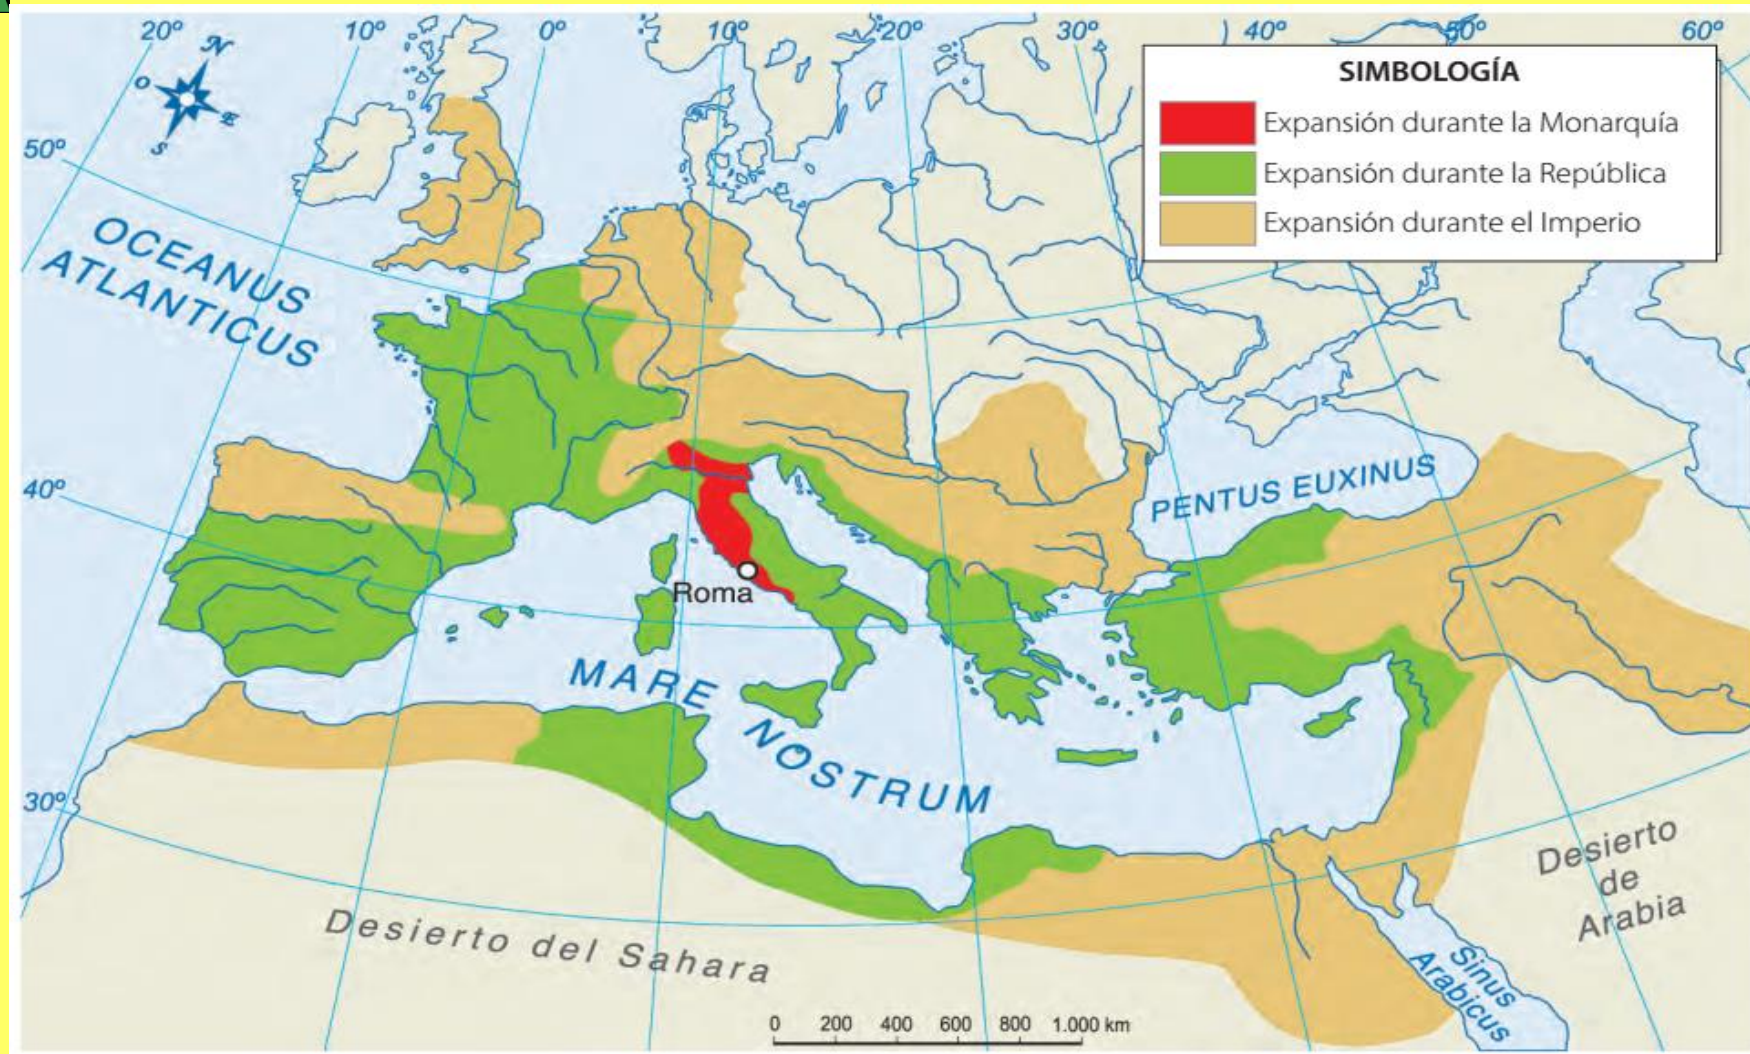 20º
10º
0º
10º
20º
30º
40º
50º
60º
N
O
E
S
50º
40º
30º
SIMBOLOGÍA
Expansión durante la Monarquía
Expansión durante la República
Expansión durante el Imperio
OCEANUS
ATLANTICUS
PENTUS EUXINUS
Roma
MARE
NOSTRUM
Desierto del Sahara
Desierto
de
Arabia
Sinus
Arabicus
0 200 400 600 800 1.000 km